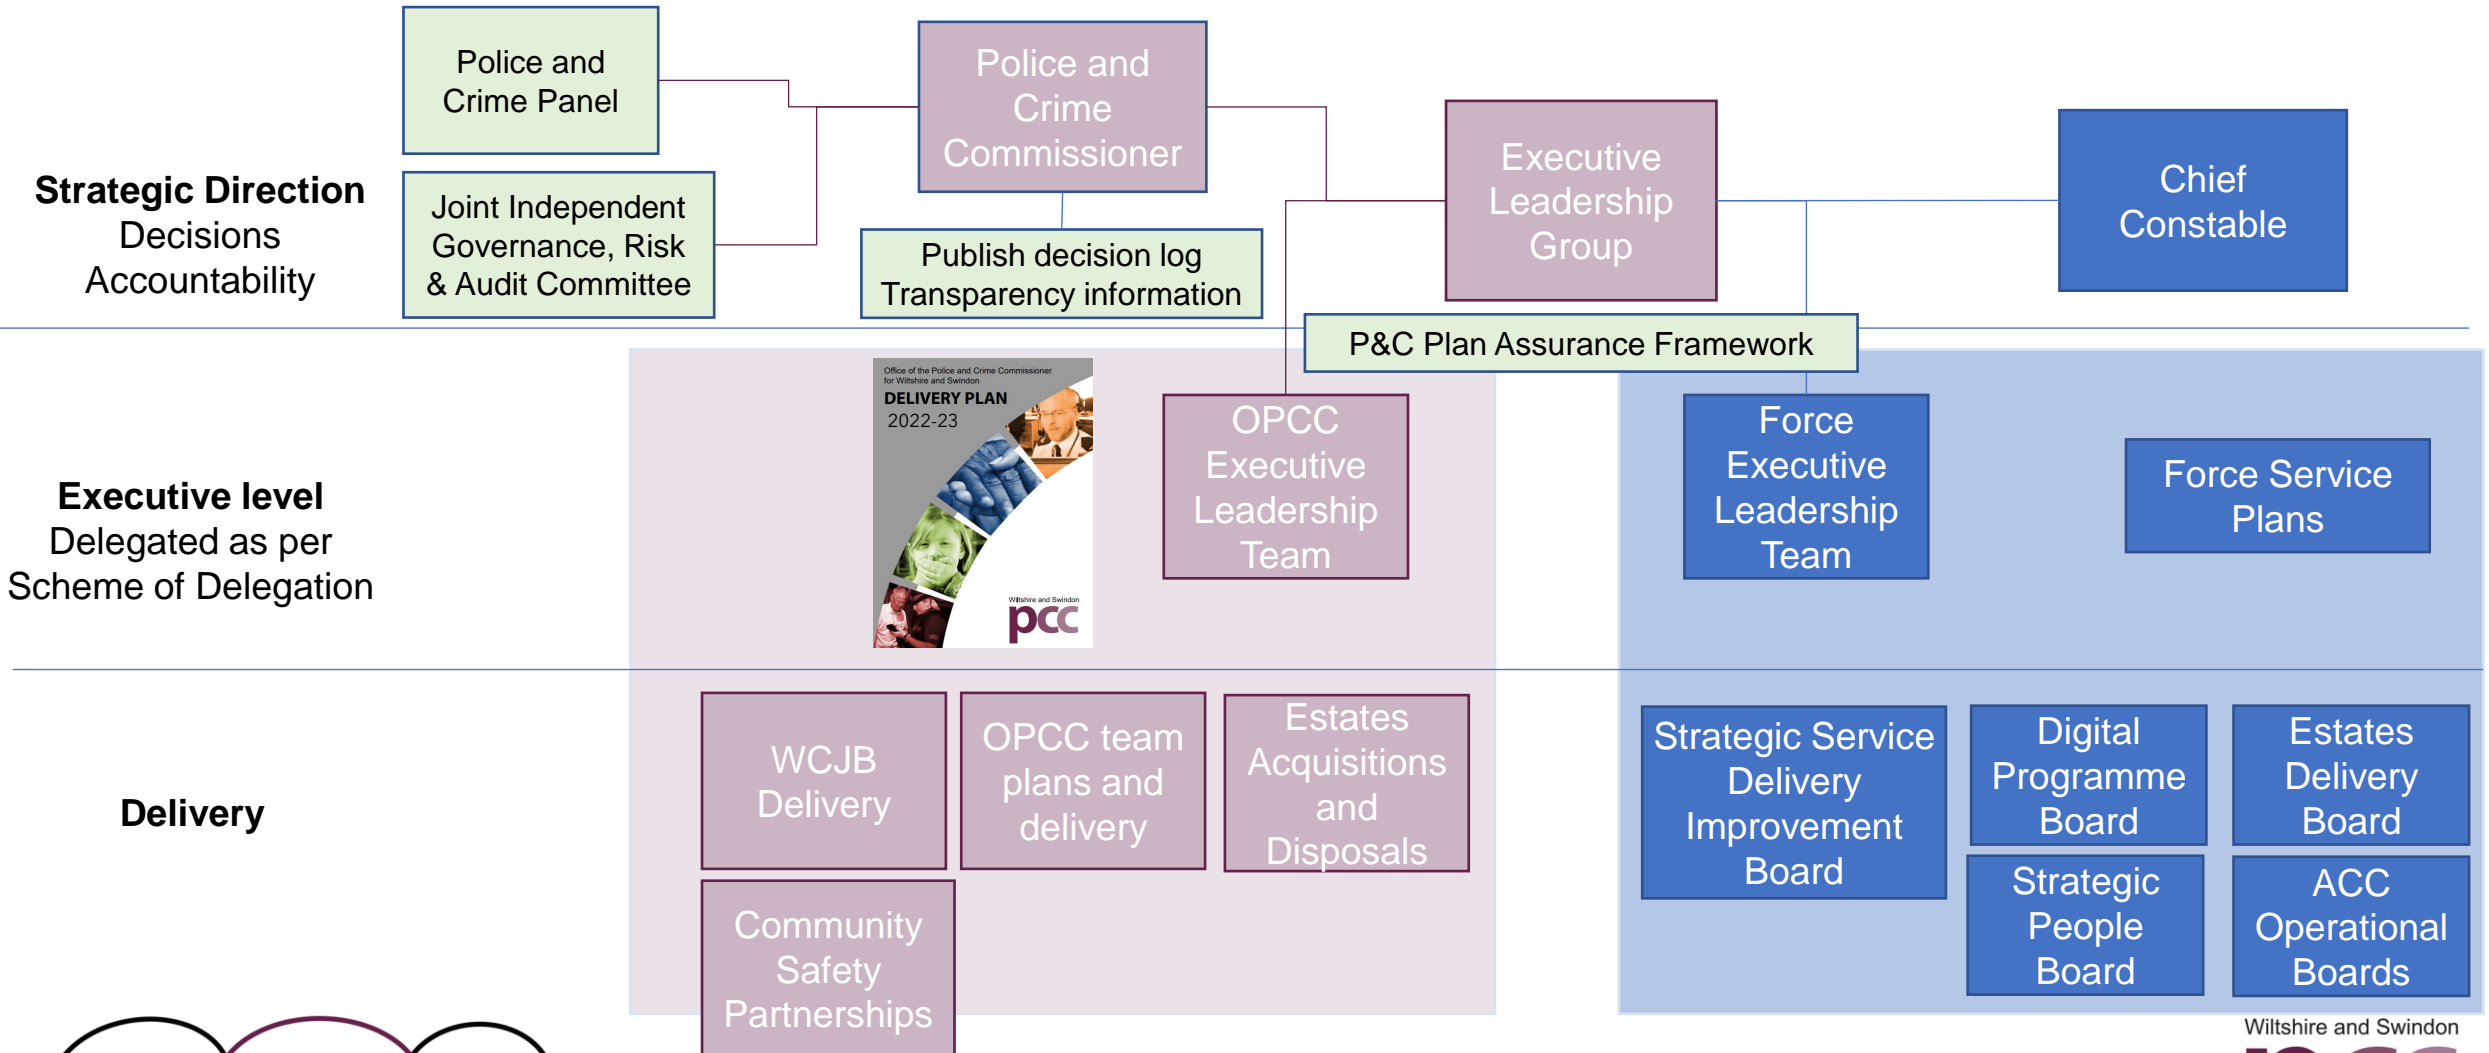 Police and
Crime Panel
Police and
Crime
Commissioner
Executive
Leadership
Group
Chief
Constable
Strategic Direction
Decisions
Accountability
Joint Independent
Governance, Risk
& Audit Committee
Publish decision log
Transparency information
P&C Plan Assurance Framework
Office of the Police and Crime Commissioner
for Wiltshire and Swindon
DELIVERY PLAN
2022-23
Wiltshire and Swindon
pcc
OPCC
Executive
Leadership
Team
Force
Executive
Leadership
Team
Force Service
Plans
Executive level
Delegated as per
Scheme of Delegation
Delivery
WCJB
Delivery
OPCC team
plans and
delivery
Estates
Acquisitions
and
Disposals
Community
Safety
Partnerships
Strategic Service
Delivery
Improvement
Board
Digital
Programme
Board
Estates
Delivery
Board
Strategic
People
Board
ACC
Operational
Boards
Wiltshire and Swindon
pcc